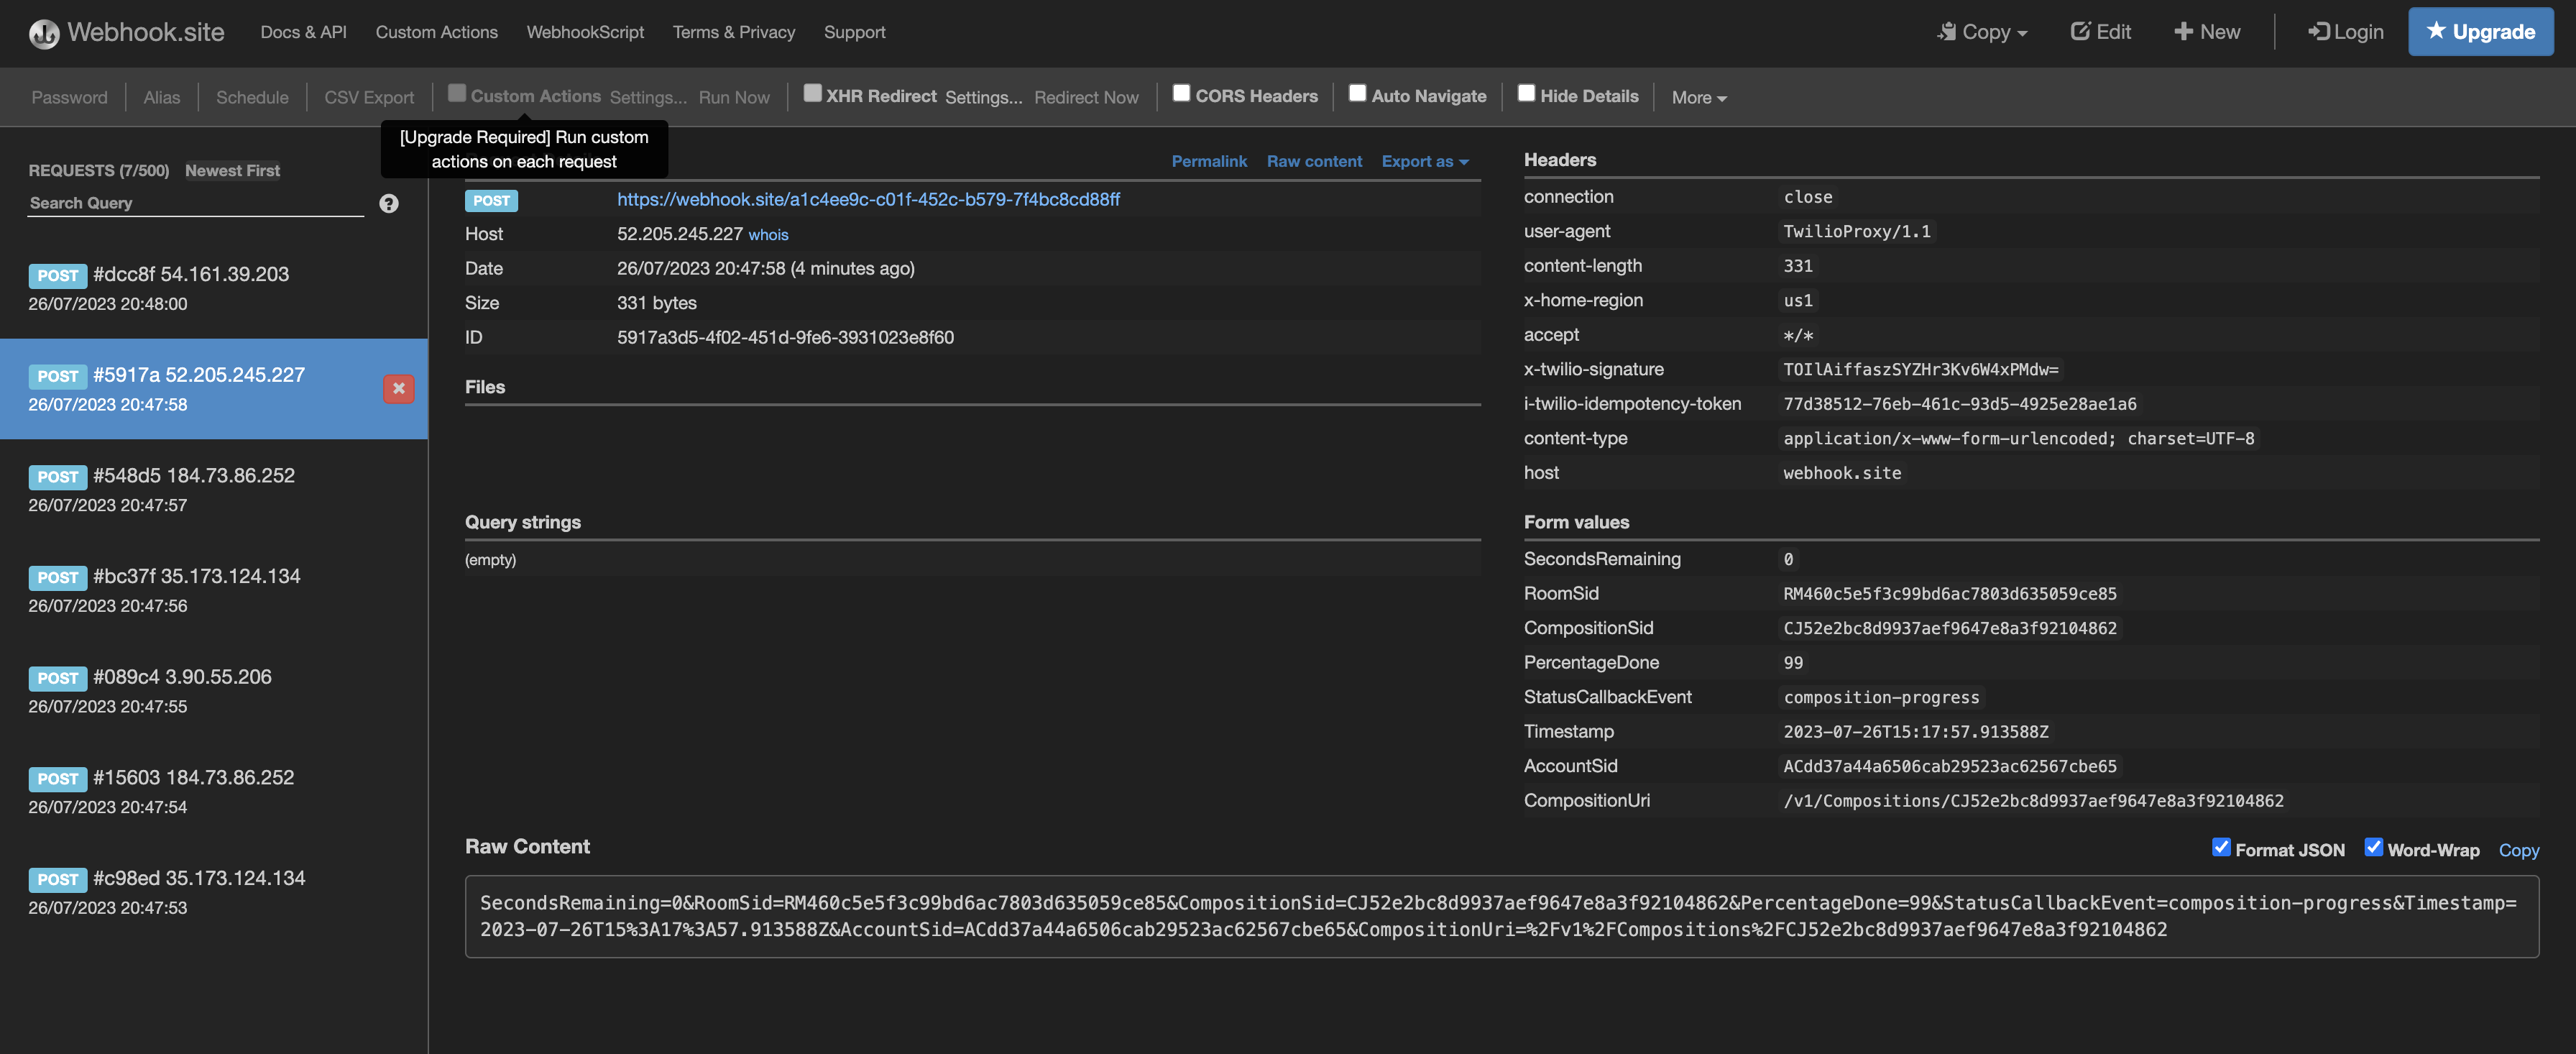 Webhook.site Docs & API Custom Actions WebhookScript Terms & Privacy Support Copy Edit New Login Upgrade
Password Alias Schedule CSV Export Custom Actions Settings... Run Now XHR Redirect Settings... Redirect Now CORS Headers Auto Navigate Hide Details More
[Upgrade Required] Run custom
actions on each request
REQUESTS (7/500) Newest First
Search Query
POST #dcc8f 54.161.39.203
26/07/2023 20:48:00
POST #5917a 52.205.245.227
26/07/2023 20:47:58
POST #548d5 184.73.86.252
26/07/2023 20:47:57
POST #bc37f 35.173.124.134
26/07/2023 20:47:56
POST #089c4 3.90.55.206
26/07/2023 20:47:55
POST #15603 184.73.86.252
26/07/2023 20:47:54
POST #c98ed 35.173.124.134
26/07/2023 20:47:53
Permalink Raw content Export as
POST https://webhook.site/a1c4ee9c-c01f-452c-b579-7f4bc8cd88ff
Host 52.205.245.227 whois
Date 26/07/2023 20:47:58 (4 minutes ago)
Size 331 bytes
ID 5917a3d5-4f02-451d-9fe6-3931023e8f60
Files
Query strings
(empty)
Headers
connection close
user-agent TwilioProxy/1.1
content-length 331
x-home-region us1
accept */*
x-twilio-signature TOIlAiffaszSYZHr3Kv6W4xPMdw=
i-twilio-idempotency-token 77d38512-76eb-461c-93d5-4925e28ae1a6
content-type application/x-www-form-urlencoded; charset=UTF-8
host webhook.site
Form values
SecondsRemaining 0
RoomSid RM460c5e5f3c99bd6ac7803d635059ce85
CompositionSid CJ52e2bc8d9937aef9647e8a3f92104862
PercentageDone 99
StatusCallbackEvent composition-progress
Timestamp 2023-07-26T15:17:57.913588Z
AccountSid ACdd37a44a6506cab29523ac62567cbe65
CompositionUri /v1/Compositions/CJ52e2bc8d9937aef9647e8a3f92104862
Raw Content Format JSON Word-Wrap Copy
SecondsRemaining=0&RoomSid=RM460c5e5f3c99bd6ac7803d635059ce85&CompositionSid=CJ52e2bc8d9937aef9647e8a3f92104862&PercentageDone=99&StatusCallbackEvent=composition-progress&Timestamp=
2023-07-26T15%3A17%3A57.913588Z&AccountSid=ACdd37a44a6506cab29523ac62567cbe65&CompositionUri=%2Fv1%2FCompositions%2FCJ52e2bc8d9937aef9647e8a3f92104862